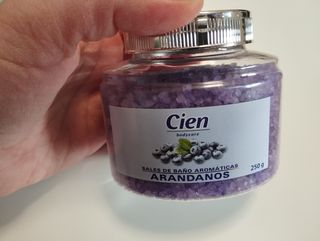 Cien
bodycare
SALES DE BAÑO AROMÁTICAS
ARANDANOS
250 g